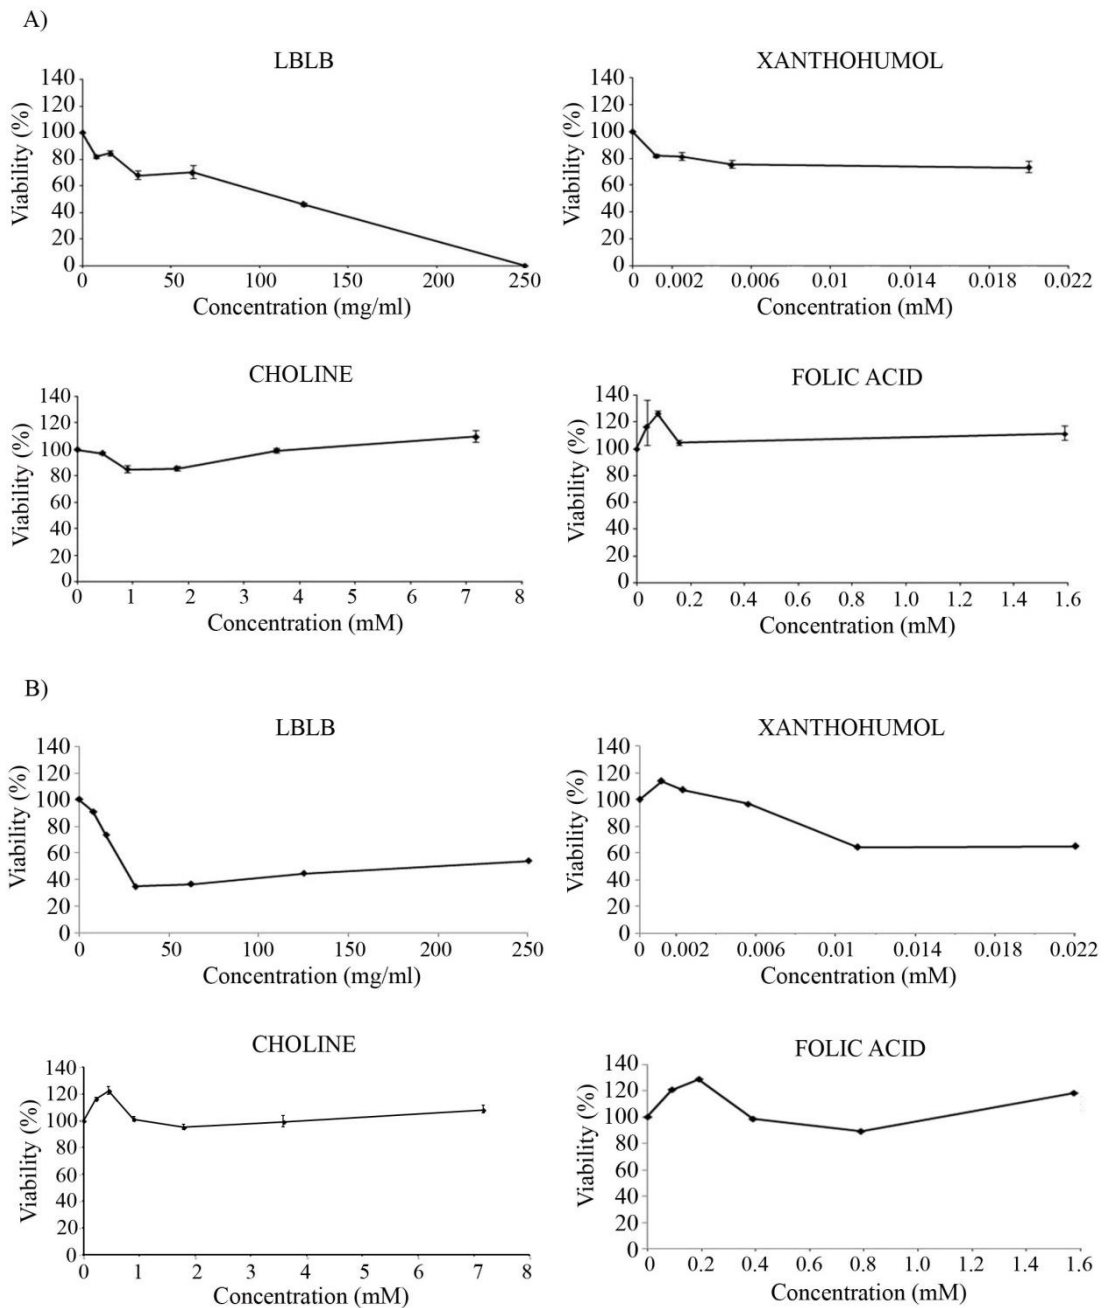 A)
LBLB
140
120
100
80
60
40
20
0
Viability (%)
0 50 100 150 200 250
Concentration (mg/ml)
XANTHOHUMOL
140
120
100
80
60
40
20
0
Viability (%)
0 0.002 0.006 0.01 0.014 0.018 0.022
Concentration (mM)
CHOLINE
140
120
100
80
60
40
20
0
Viability (%)
0 1 2 3 4 5 6 7 8
Concentration (mM)
FOLIC ACID
140
120
100
80
60
40
20
0
Viability (%)
0 0.2 0.4 0.6 0.8 1.0 1.2 1.4 1.6
Concentration (mM)
B)
LBLB
140
120
100
80
60
40
20
0
Viability (%)
0 50 100 150 200 250
Concentration (mg/ml)
XANTHOHUMOL
140
120
100
80
60
40
20
0
Viability (%)
0 0.002 0.006 0.01 0.014 0.018 0.022
Concentration (mM)
CHOLINE
140
120
100
80
60
40
20
0
Viability (%)
0 1 2 3 4 5 6 7 8
Concentration (mM)
FOLIC ACID
140
120
100
80
60
40
20
0
Viability (%)
0 0.2 0.4 0.6 0.8 1.0 1.2 1.4 1.6
Concentration (mM)